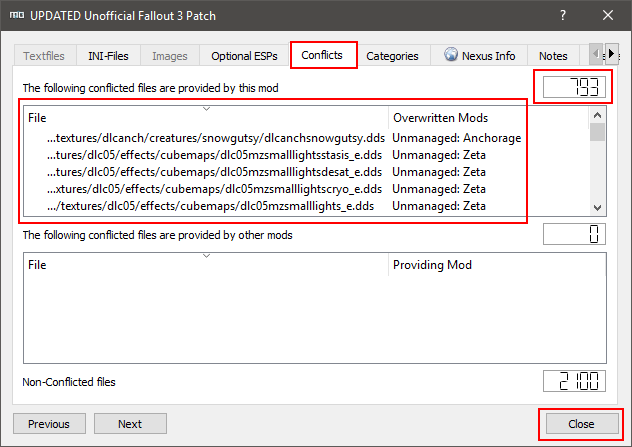 UPDATED Unofficial Fallout 3 Patch
Textfiles INI-Files Images Optional ESPs Conflicts Categories Nexus Info Notes
The following conflicted files are provided by this mod 793
File Overwritten Mods
...textures/dlcanch/creatures/snowgutsy/dlcanchsnowgutsy.dds Unmanaged: Anchorage
...tures/dlc05/effects/cubemaps/dlc05mzsmalllightsstasis_e.dds Unmanaged: Zeta
...tures/dlc05/effects/cubemaps/dlc05mzsmalllightsdesat_e.dds Unmanaged: Zeta
...xtures/dlc05/effects/cubemaps/dlc05mzsmalllightscryo_e.dds Unmanaged: Zeta
.../textures/dlc05/effects/cubemaps/dlc05mzsmalllights_e.dds Unmanaged: Zeta
The following conflicted files are provided by other mods 0
File Providing Mod
Non-Conflicted files 2100
Previous Next Close